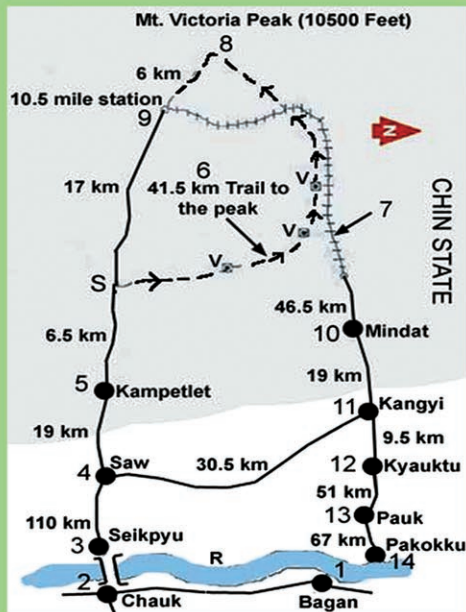 Mt. Victoria Peak (10500 Feet)
8
6 km
10.5 mile station
9
N
6
17 km
41.5 km Trail to
the peak
V
V
V
7
CHIN STATE
S
46.5 km
6.5 km
10
Mindat
5
Kampetlet
19 km
11
Kangyi
19 km
9.5 km
4
Saw
30.5 km
12
Kyauktu
51 km
110 km
13
Pauk
3
Seikpyu
67 km
Pakokku
R
14
2
1
Chauk
Bagan